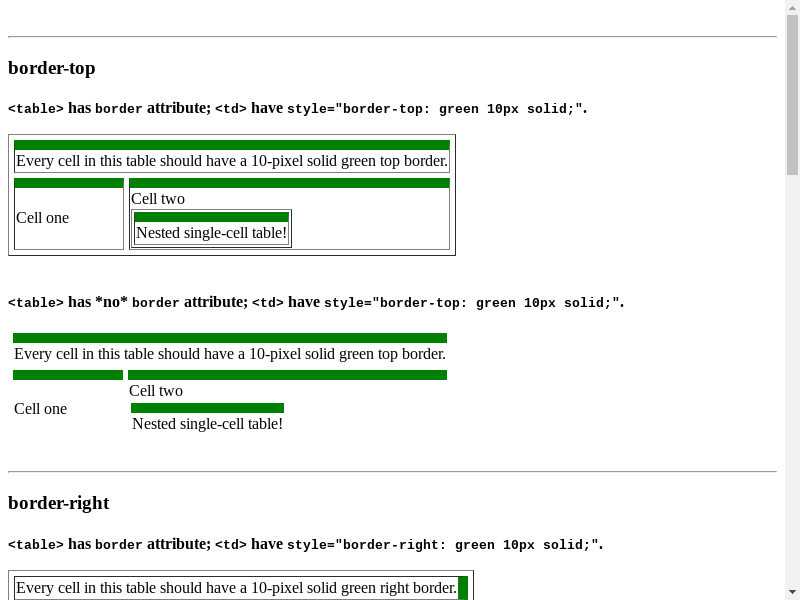 border-top
<table> has border attribute; <td> have style="border-top: green 10px solid;".
Every cell in this table should have a 10-pixel solid green top border.
Cell one
Cell two
Nested single-cell table!
<table> has *no* border attribute; <td> have style="border-top: green 10px solid;".
Every cell in this table should have a 10-pixel solid green top border.
Cell one
Cell two
Nested single-cell table!
border-right
<table> has border attribute; <td> have style="border-right: green 10px solid;".
Every cell in this table should have a 10-pixel solid green right border.